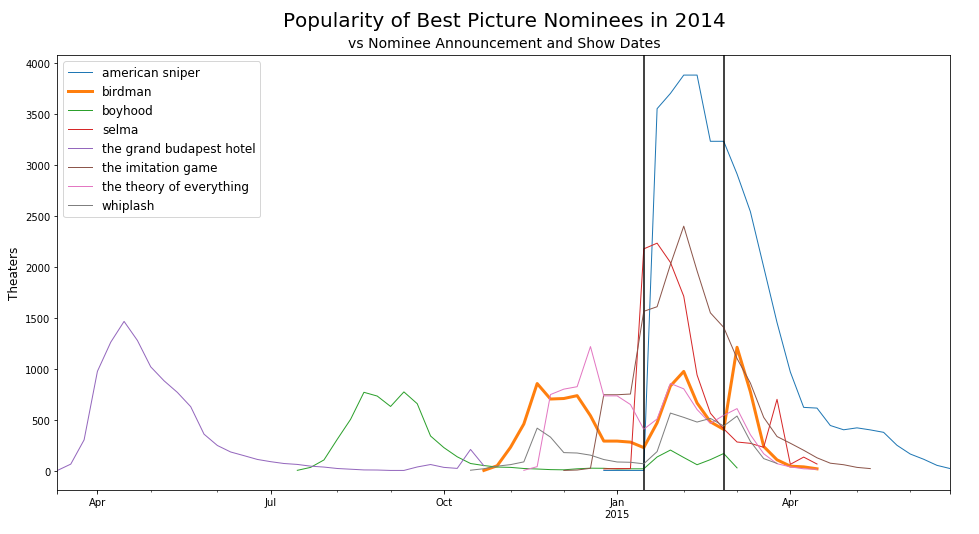 Popularity of Best Picture Nominees in 2014
vs Nominee Announcement and Show Dates
american sniper
birdman
boyhood
selma
the grand budapest hotel
the imitation game
the theory of everything
whiplash
Theaters
4000
3500
3000
2500
2000
1500
1000
500
0
Apr
Jul
Oct
Jan
2015
Apr